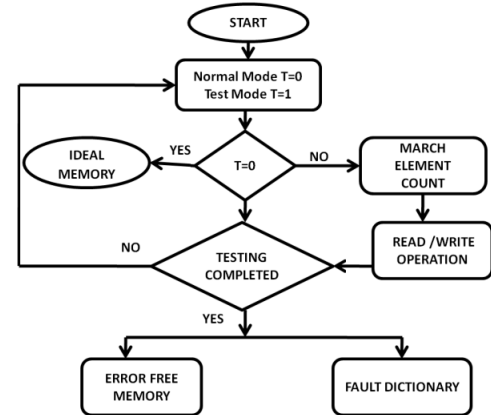 START
Normal Mode T=0
Test Mode T=1
YES
IDEAL
MEMORY
T=0
NO
MARCH
ELEMENT
COUNT
READ /WRITE
OPERATION
NO
TESTING
COMPLETED
YES
ERROR FREE
MEMORY
FAULT DICTIONARY